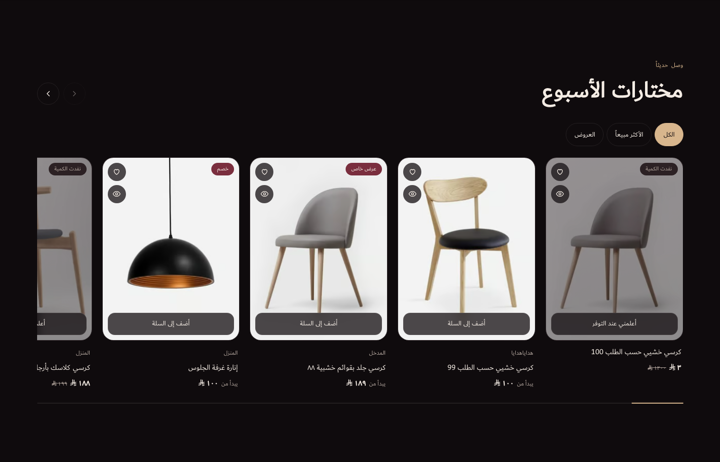 وصل حديثاً
مختارات الأسبوع
الكل
الأكثر مبيعاً
العروض
نفدت الكمية
أعلمني عند التوفر
كرسي خشبي حسب الطلب 100
٣
١٢٠٠
أضف إلى السلة
هداياهدايا
كرسي خشبي حسب الطلب 99
يبدأ من ١٠٠
عرض خاص
أضف إلى السلة
المدخل
كرسي جلد بقوائم خشبية ٨٨
يبدأ من ١٨٩
خصم
أضف إلى السلة
المنزل
إنارة غرفة الجلوس
يبدأ من ١٠٠
نفدت الكمية
المنزل
كرسي كلاسك
١٨٨
١٩٩